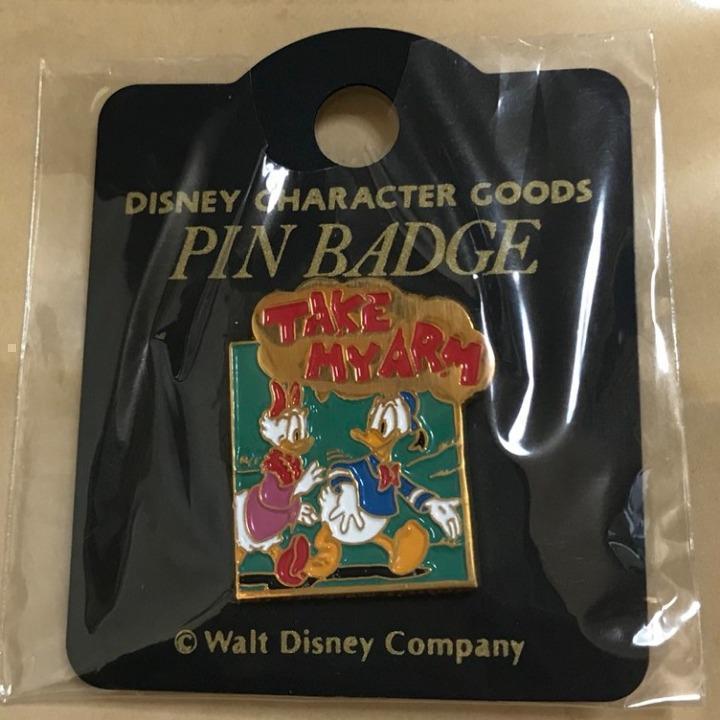 DISNEY CHARACTER GOODS
PIN BADGE
TAKE
MY ARM
© Walt Disney Company